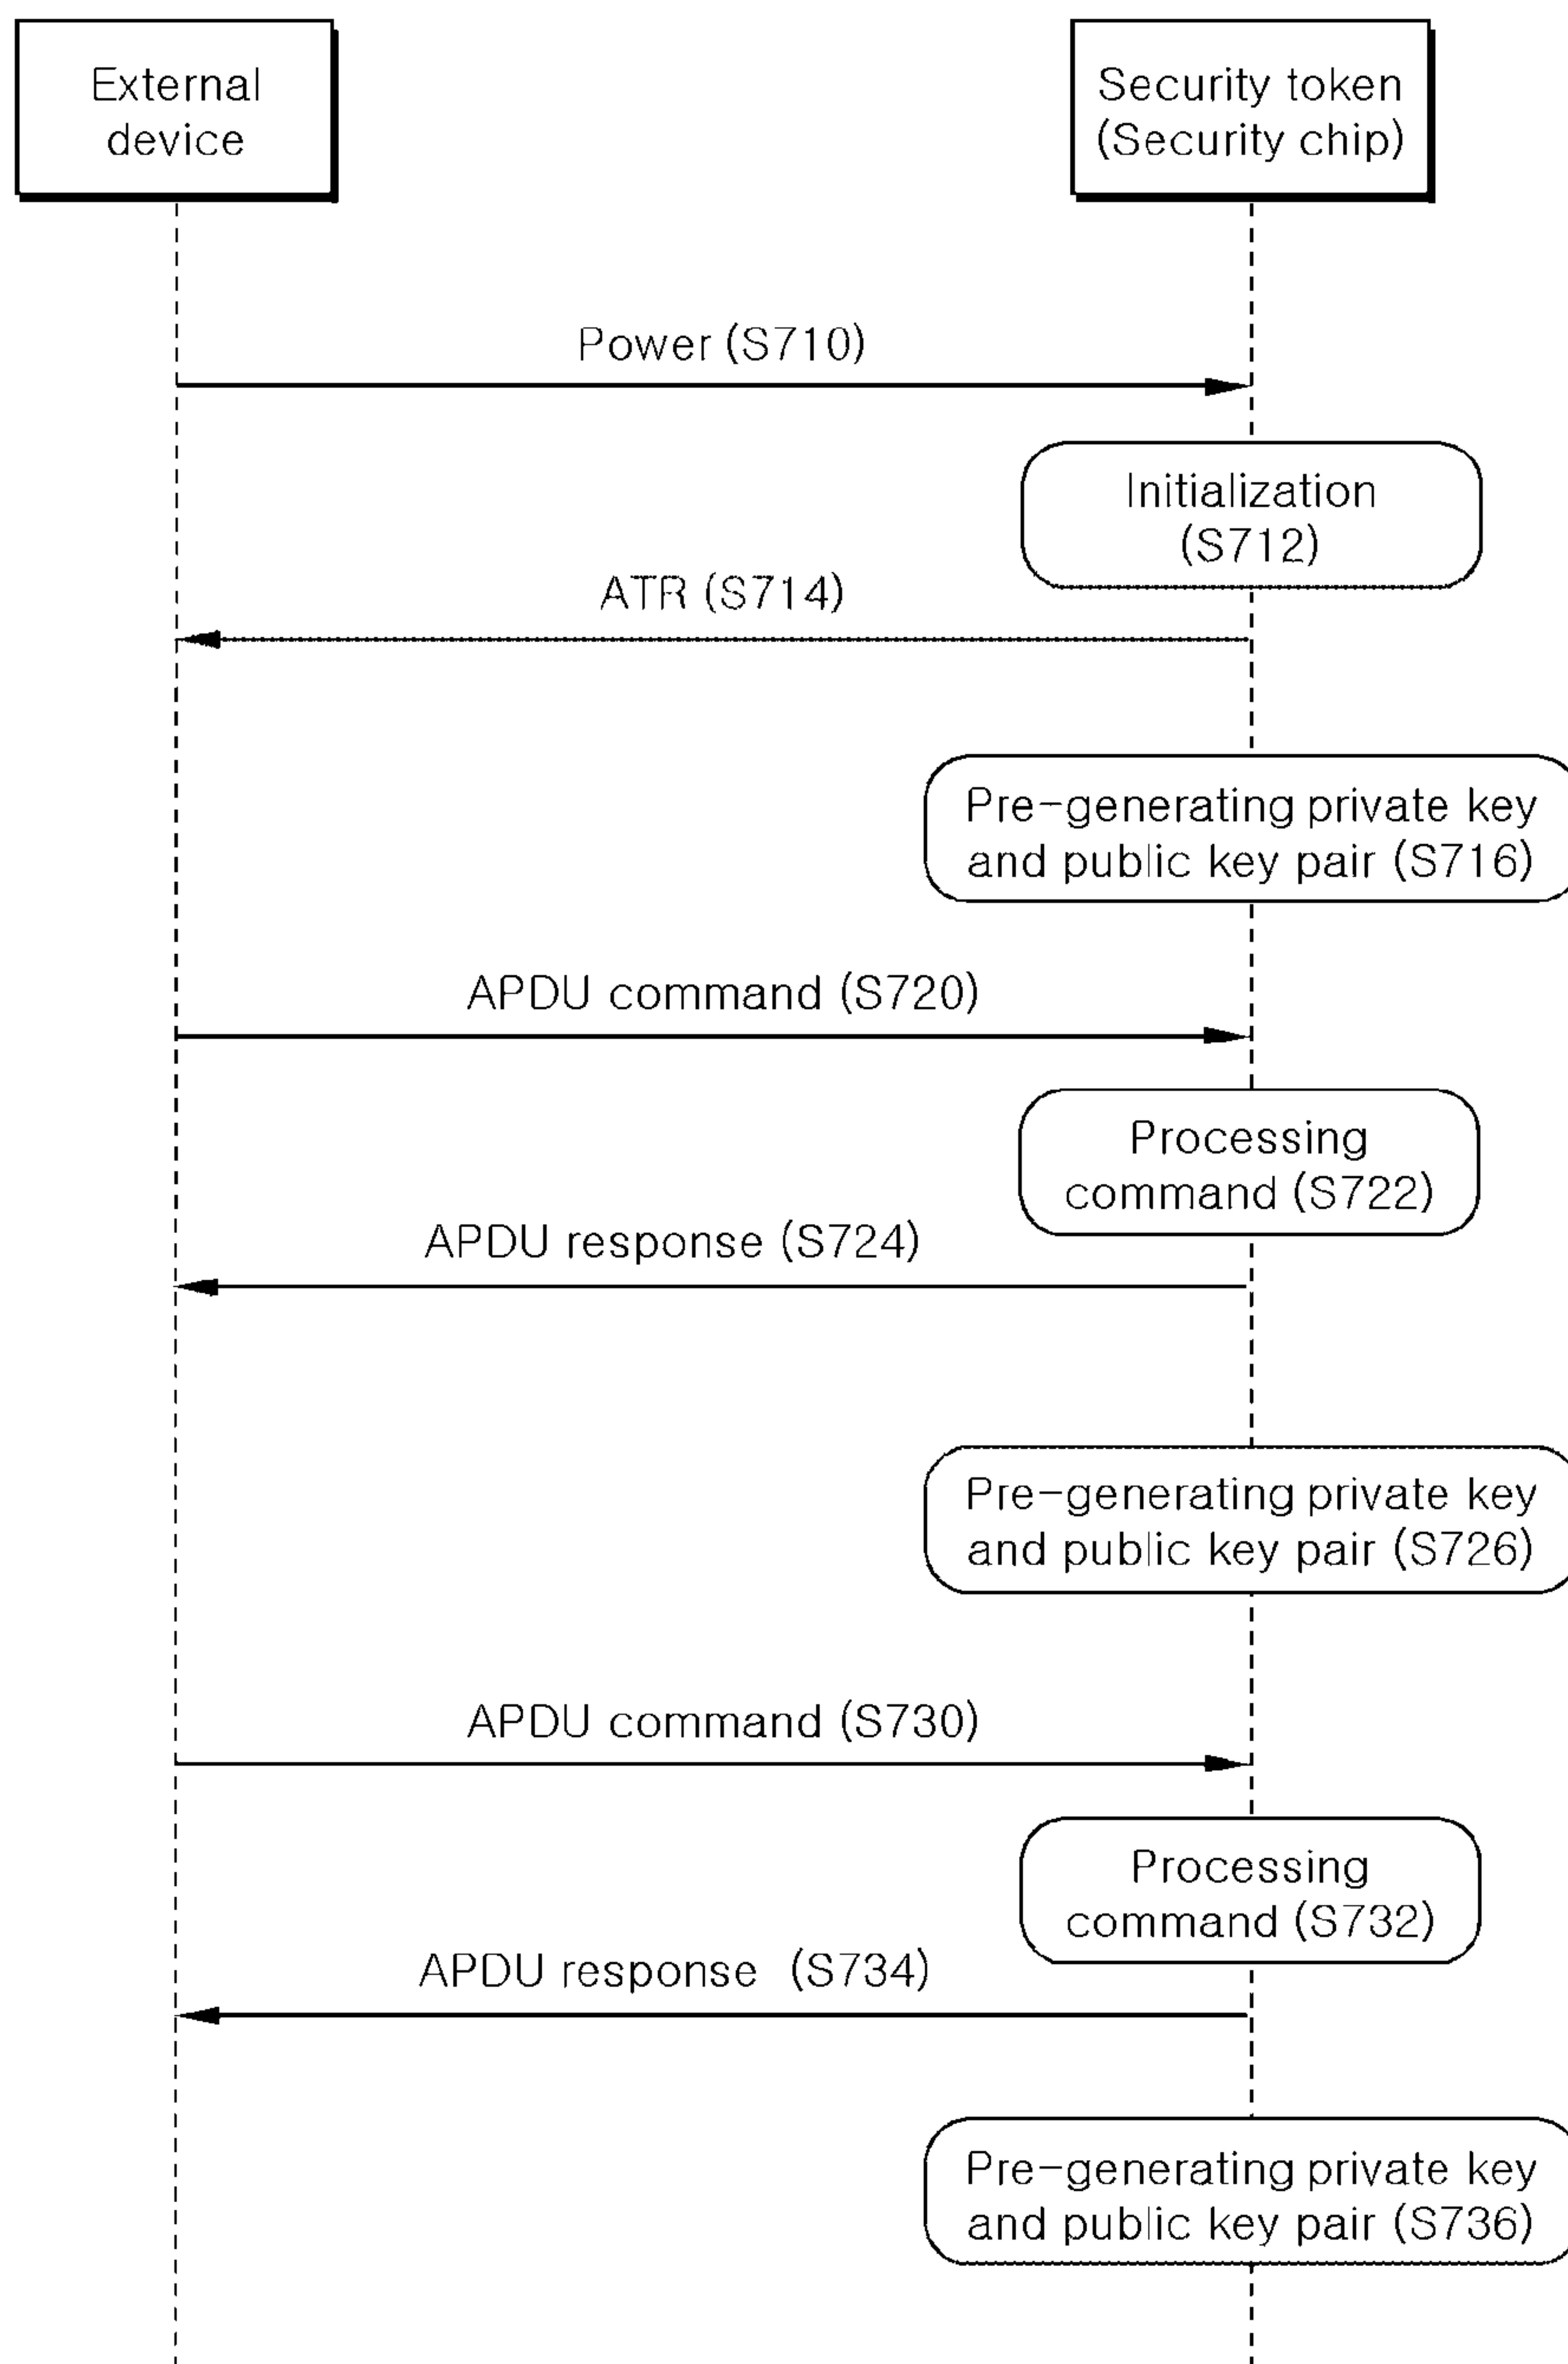 External
device
Security token
(Security chip)
Power (S710)
Initialization
(S712)
ATR (S714)
Pre-generating private key
and public key pair (S716)
APDU command (S720)
Processing
command (S722)
APDU response (S724)
Pre-generating private key
and public key pair (S726)
APDU command (S730)
Processing
command (S732)
APDU response (S734)
Pre-generating private key
and public key pair (S736)